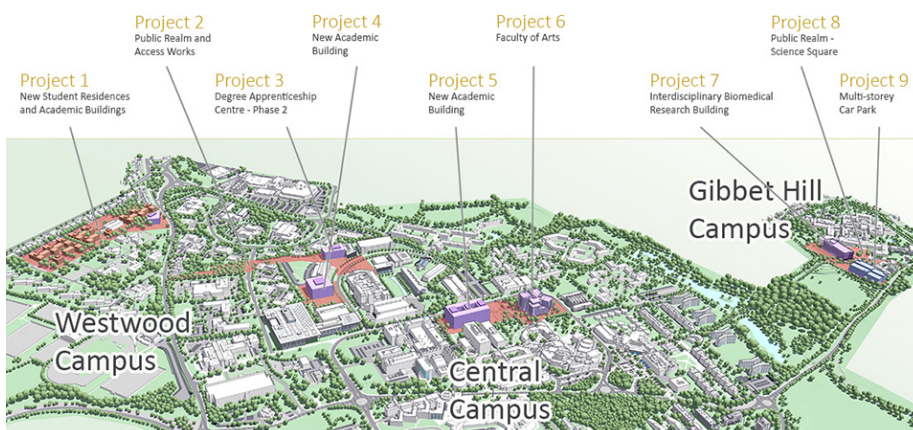 Project 1
New Student Residences
and Academic Buildings
Project 2
Public Realm and
Access Works
Project 3
Degree Apprenticeship
Centre - Phase 2
Project 4
New Academic
Building
Project 5
New Academic
Building
Project 6
Faculty of Arts
Project 7
Interdisciplinary Biomedical
Research Building
Project 8
Public Realm -
Science Square
Project 9
Multi-storey
Car Park
Gibbet Hill
Campus
Westwood
Campus
Central
Campus